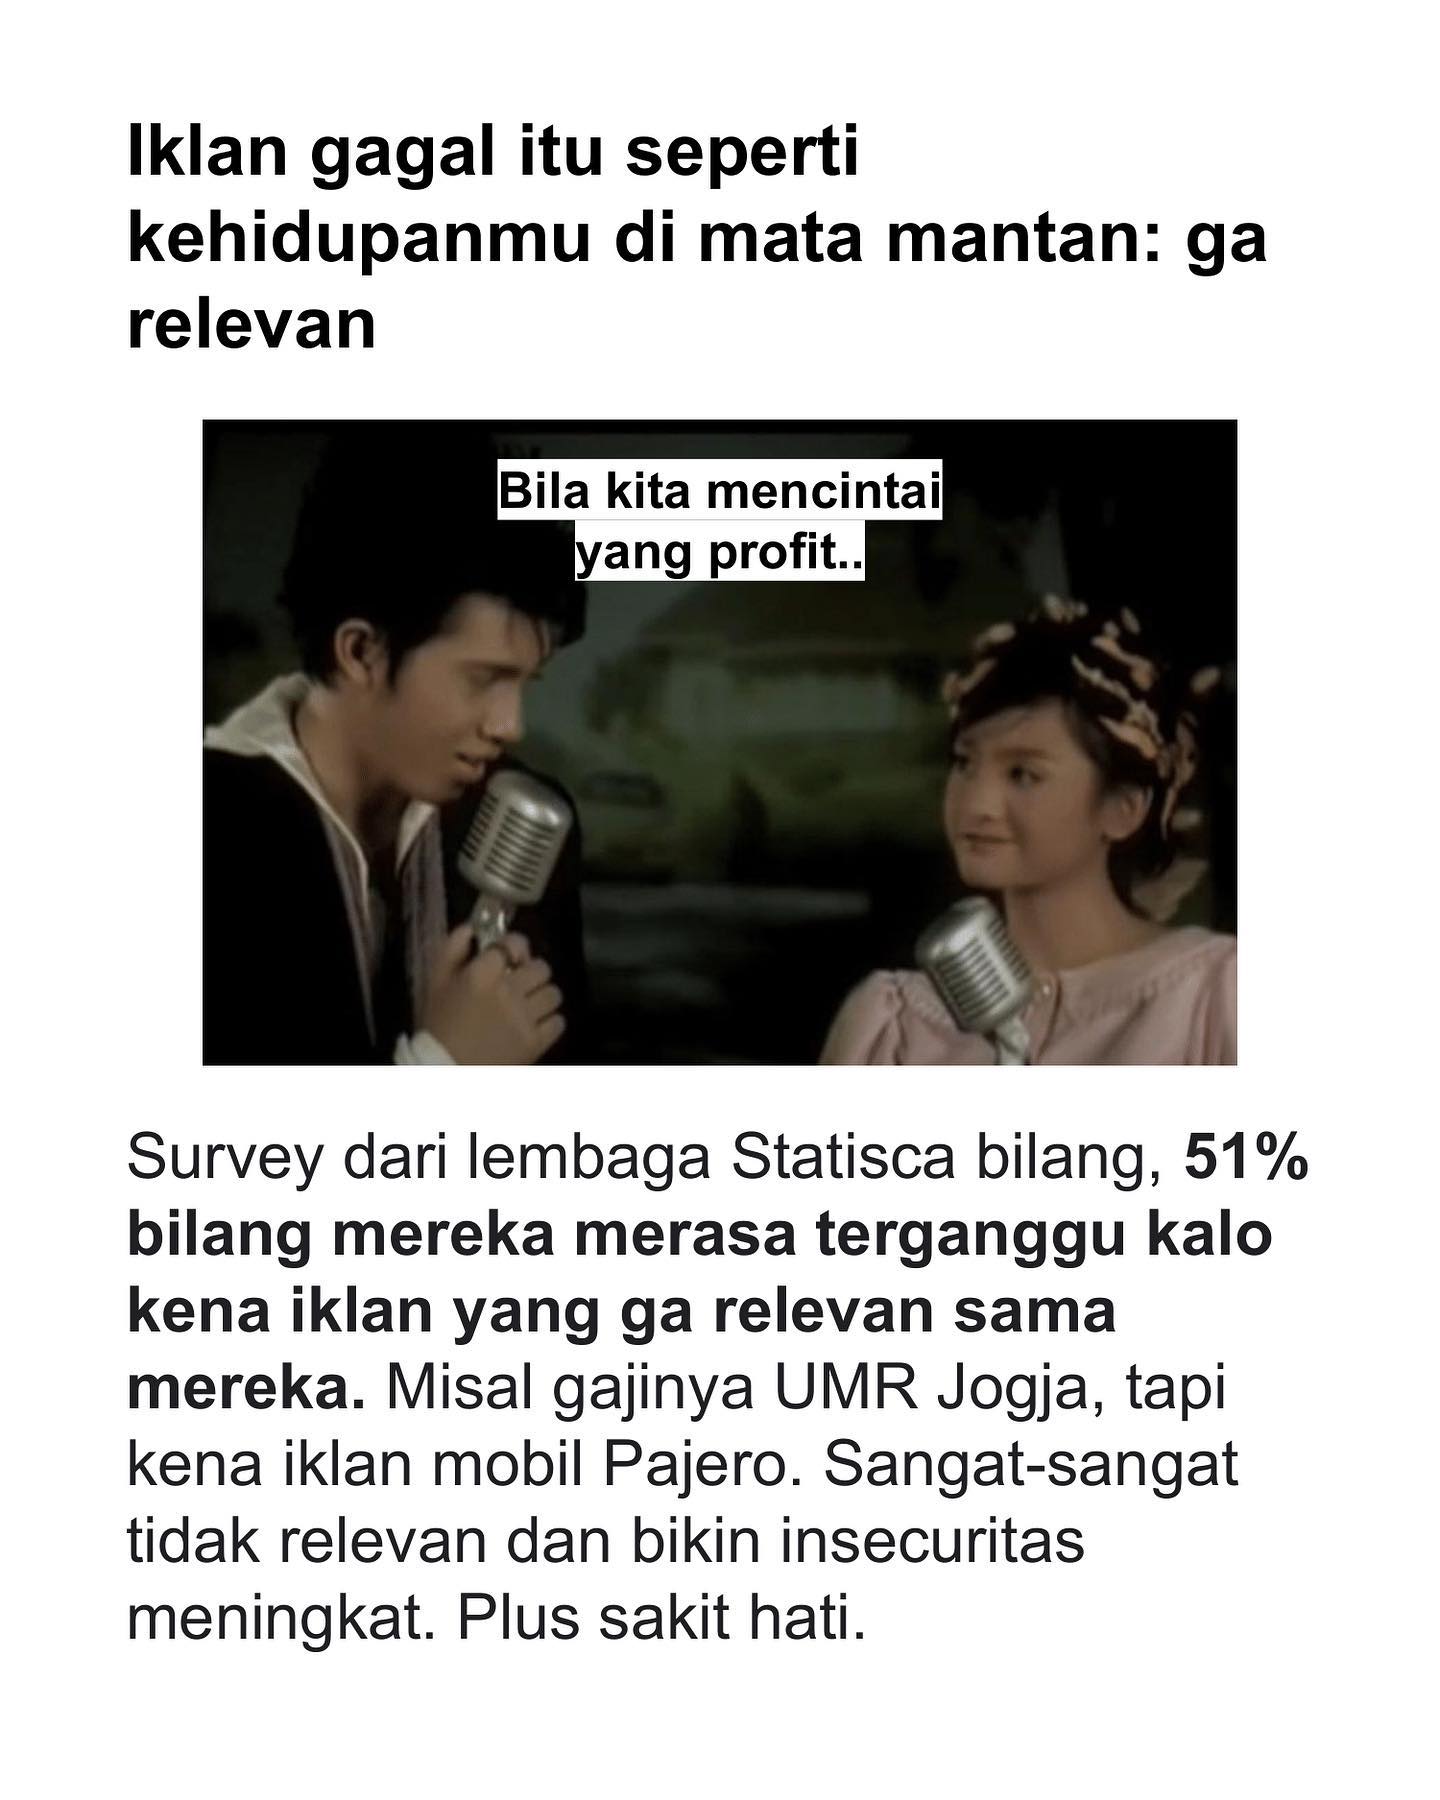 Iklan gagal itu seperti
kehidupanmu di mata mantan: ga
relevan
Bila kita mencintai
yang profit..
Survey dari lembaga Statisca bilang, 51%
bilang mereka merasa terganggu kalo
kena iklan yang ga relevan sama
mereka. Misal gajinya UMR Jogja, tapi
kena iklan mobil Pajero. Sangat-sangat
tidak relevan dan bikin insecuritas
meningkat. Plus sakit hati.